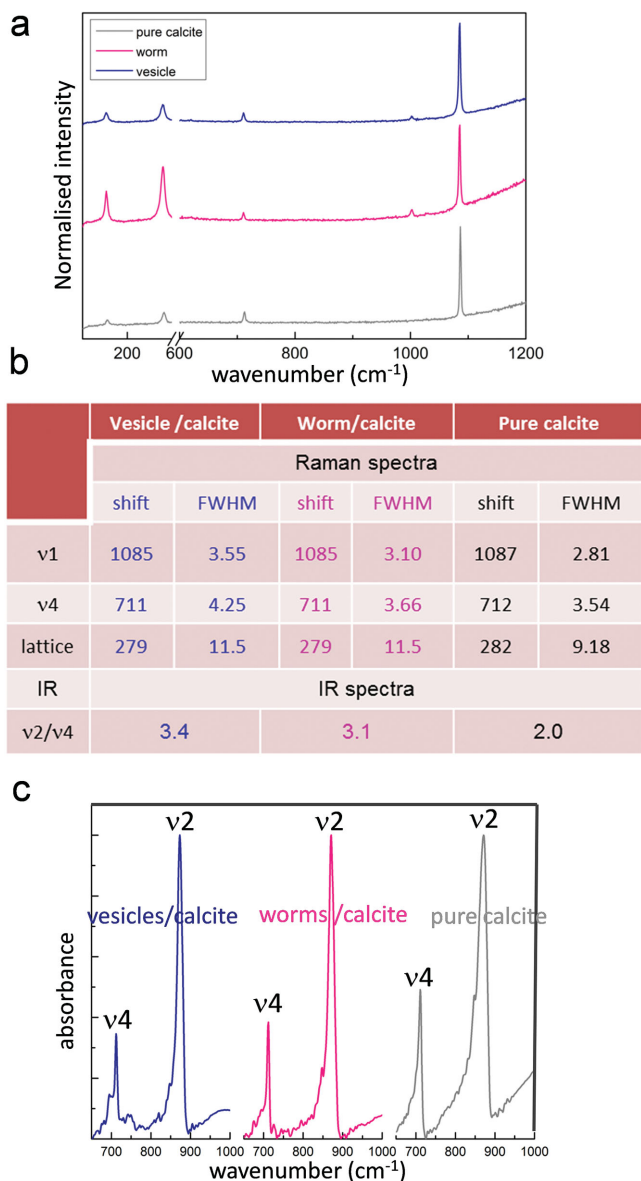 a
pure calcite
worm
vesicle
Normalised intensity
200 600 800 1000 1200
wavenumber (cm⁻¹)
b
Vesicle /calcite Worm/calcite Pure calcite
Raman spectra
shift FWHM shift FWHM shift FWHM
ν1 1085 3.55 1085 3.10 1087 2.81
ν4 711 4.25 711 3.66 712 3.54
lattice 279 11.5 279 11.5 282 9.18
IR IR spectra
ν2/ν4 3.4 3.1 2.0
c
ν2 ν2 ν2
vesicles/calcite worms/calcite pure calcite
ν4 ν4 ν4
absorbance
700 800 900 1000 700 800 900 1000 700 800 900 1000
wavenumber (cm⁻¹)